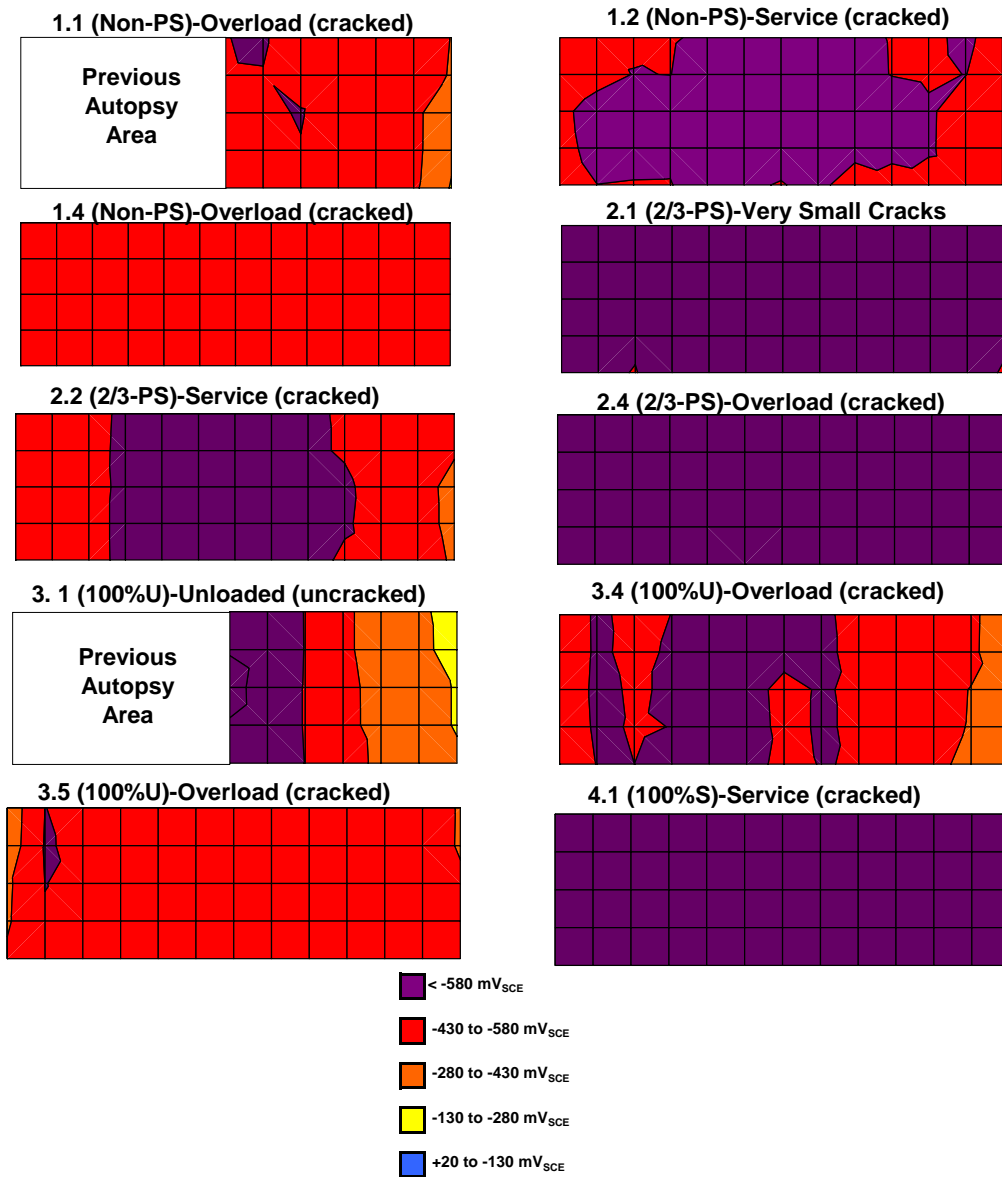 1.1 (Non-PS)-Overload (cracked)
1.2 (Non-PS)-Service (cracked)
Previous
Autopsy
Area
1.4 (Non-PS)-Overload (cracked)
2.1 (2/3-PS)-Very Small Cracks
2.2 (2/3-PS)-Service (cracked)
2.4 (2/3-PS)-Overload (cracked)
3. 1 (100%U)-Unloaded (uncracked)
3.4 (100%U)-Overload (cracked)
Previous
Autopsy
Area
3.5 (100%U)-Overload (cracked)
4.1 (100%S)-Service (cracked)
< -580 mVSCE
-430 to -580 mVSCE
-280 to -430 mVSCE
-130 to -280 mVSCE
+20 to -130 mVSCE